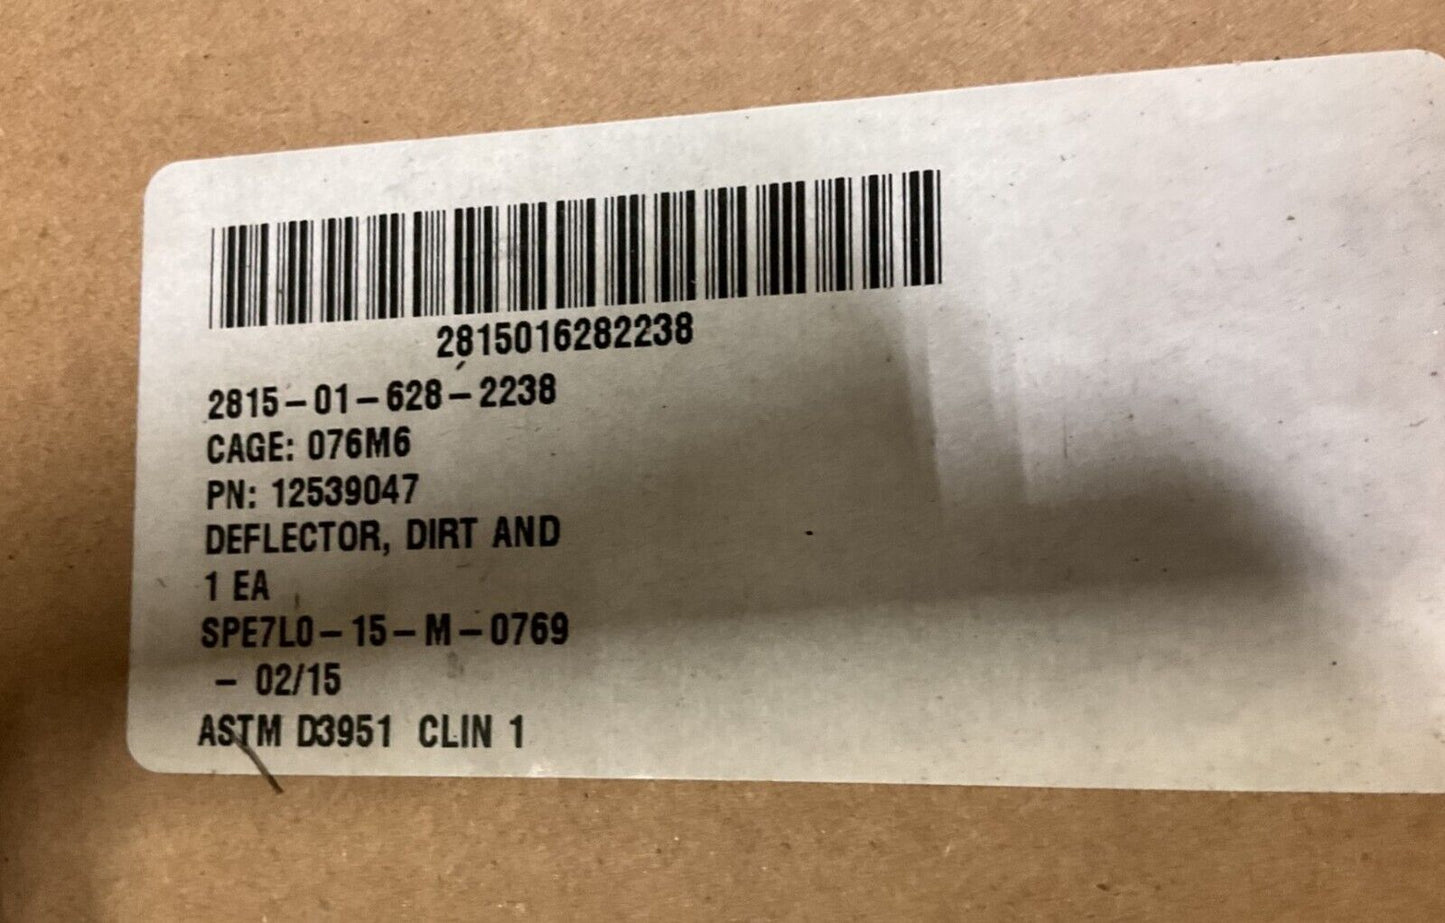 2815016282238
2815-01-628-2238
CAGE: 076M6
PN: 12539047
DEFLECTOR, DIRT AND
1 EA
SPE7L0-15-M-0769
- 02/15
ASTM D3951 CLIN 1